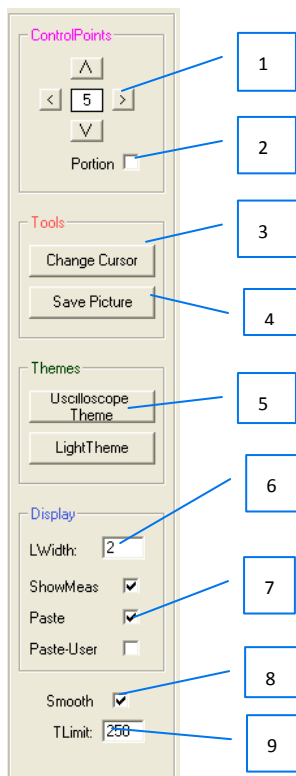 ControlPoints
1
^
< 5 >
V
2
Portion
Tools
3
Change Cursor
Save Picture
4
Themes
Uscilloscope
Theme
5
LightTheme
6
Display
LWidth: 2
ShowMeas
7
Paste
Paste-User
8
Smooth
TLimit: 250
9